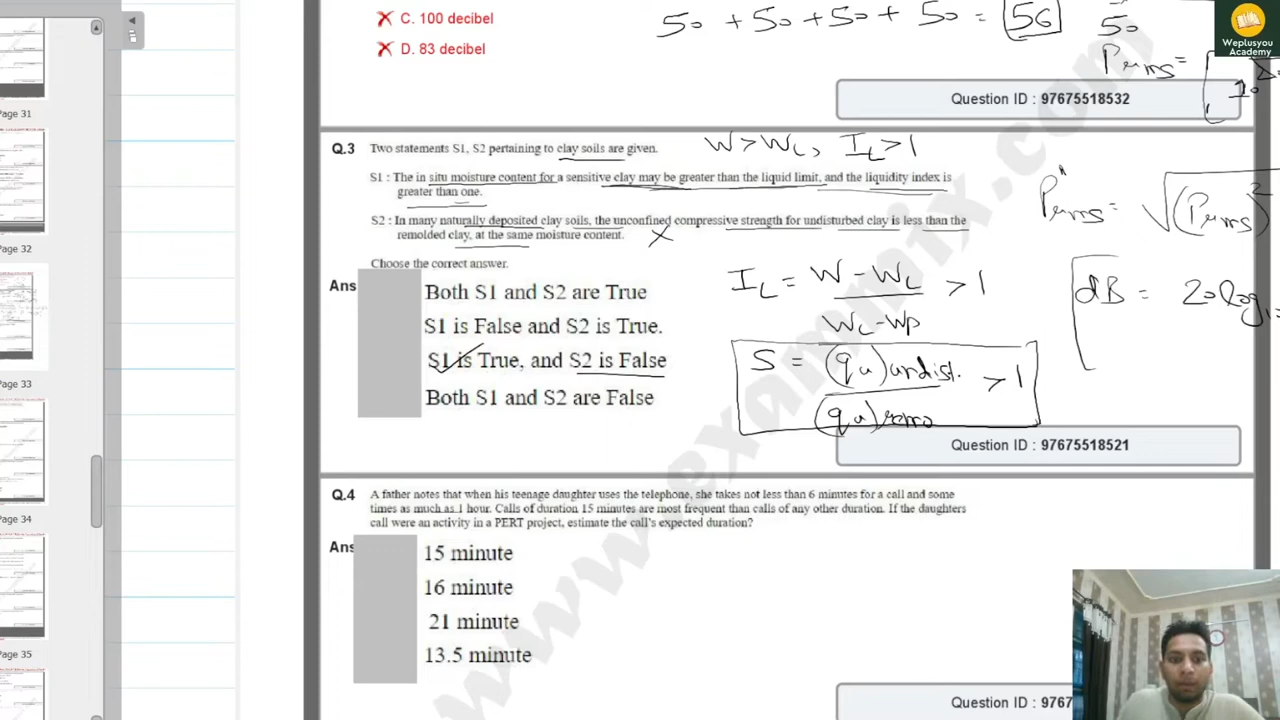 C. 100 decibel
D. 83 decibel
50 + 50 + 50 + 50 = 56
50
Prms=
Weplusyou
Academy
Question ID : 97675518532
Page 31
Q.3 Two statements S1, S2 pertaining to clay soils are given.
W>WL, IL>1
S1 : The in situ moisture content for a sensitive clay may be greater than the liquid limit, and the liquidity index is
greater than one.
S2 : In many naturally deposited clay soils, the unconfined compressive strength for undisturbed clay is less than the
remolded clay, at the same moisture content. X
Prms= √(Prms)2
Page 32
Choose the correct answer.
Ans
Both S1 and S2 are True
S1 is False and S2 is True.
S1 is True, and S2 is False
Both S1 and S2 are False
IL = W-WL / WL-WP >1
dB = 20log1
S = (qu)undist. / (qu)remo >1
Page 33
Question ID : 97675518521
Q.4 A father notes that when his teenage daughter uses the telephone, she takes not less than 6 minutes for a call and some
times as much as 1 hour. Calls of duration 15 minutes are most frequent than calls of any other duration. If the daughters
call were an activity in a PERT project, estimate the call's expected duration?
Page 34
Ans
15 minute
16 minute
21 minute
13.5 minute
Page 35
Question ID : 9767